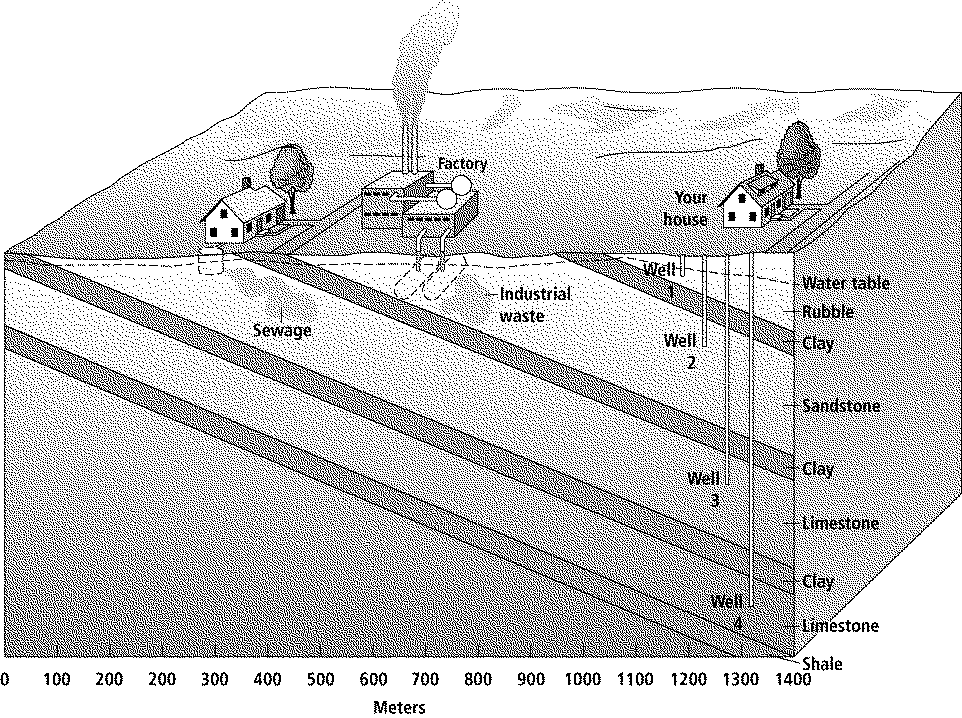 Factory
Your
house
Well
1
Water table
Industrial
waste
Rubble
Sewage
Well
2
Clay
Sandstone
Clay
Well
3
Limestone
Clay
Well
4
Limestone
Shale
0 100 200 300 400 500 600 700 800 900 1000 1100 1200 1300 1400
Meters